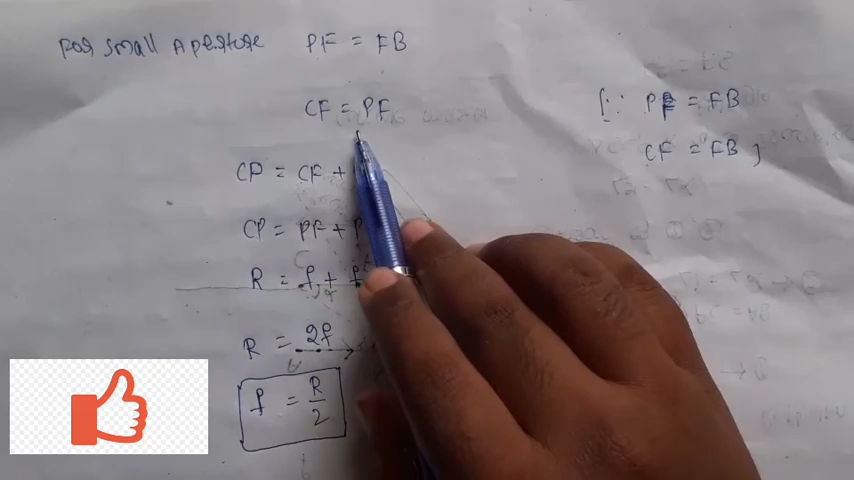 For small Aperture PF = FB
CF = PF
[∵ PF = FB
CF = FB]
CP = CF +
CP = PF + P
R = f + f
R = 2f
f = R/2